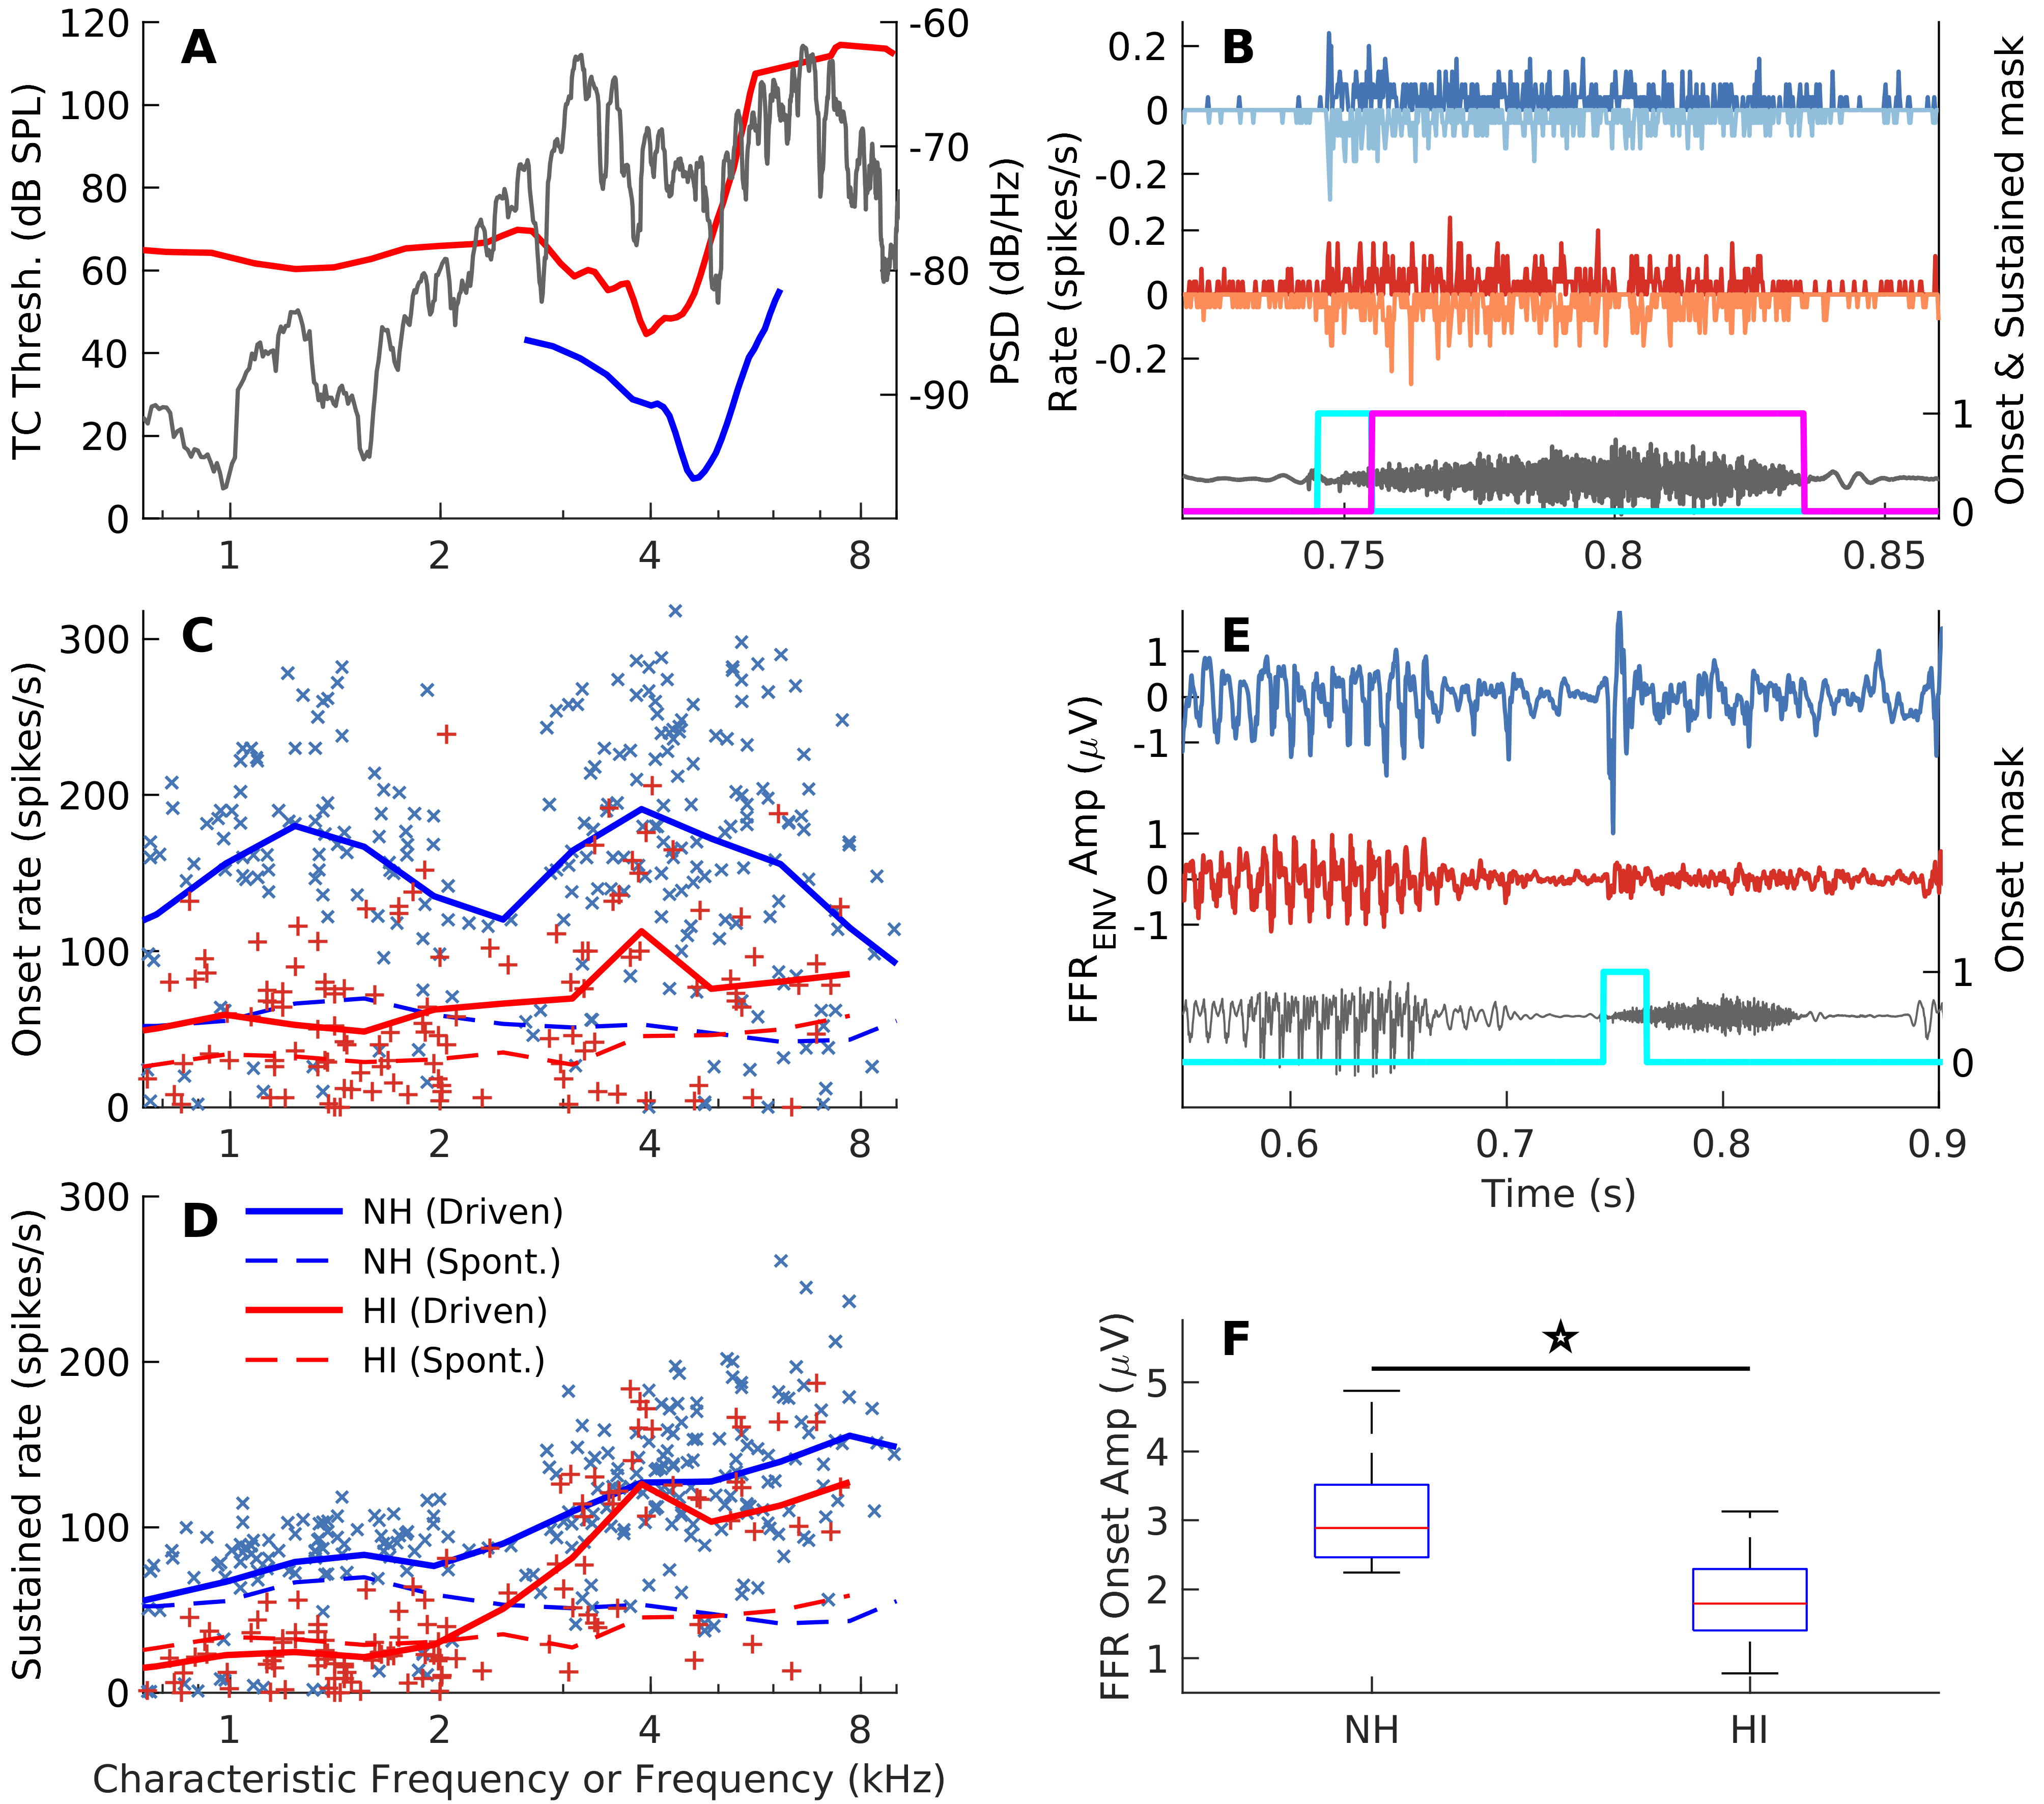 A
TC Thresh. (dB SPL)
120
100
80
60
40
20
0
-60
-70
-80
-90
PSD (dB/Hz)
1 2 4 8
B
Rate (spikes/s)
0.2
0
-0.2
0.2
0
-0.2
1
0
Onset & Sustained mask
0.75 0.8 0.85
C
Onset rate (spikes/s)
300
200
100
0
1 2 4 8
E
FFR_ENV Amp (μV)
1
0
-1
1
0
-1
1
0
Onset mask
0.6 0.7 0.8 0.9
Time (s)
D
Sustained rate (spikes/s)
300
200
100
0
NH (Driven)
NH (Spont.)
HI (Driven)
HI (Spont.)
1 2 4 8
Characteristic Frequency or Frequency (kHz)
F
FFR Onset Amp (μV)
5
4
3
2
1
NH HI